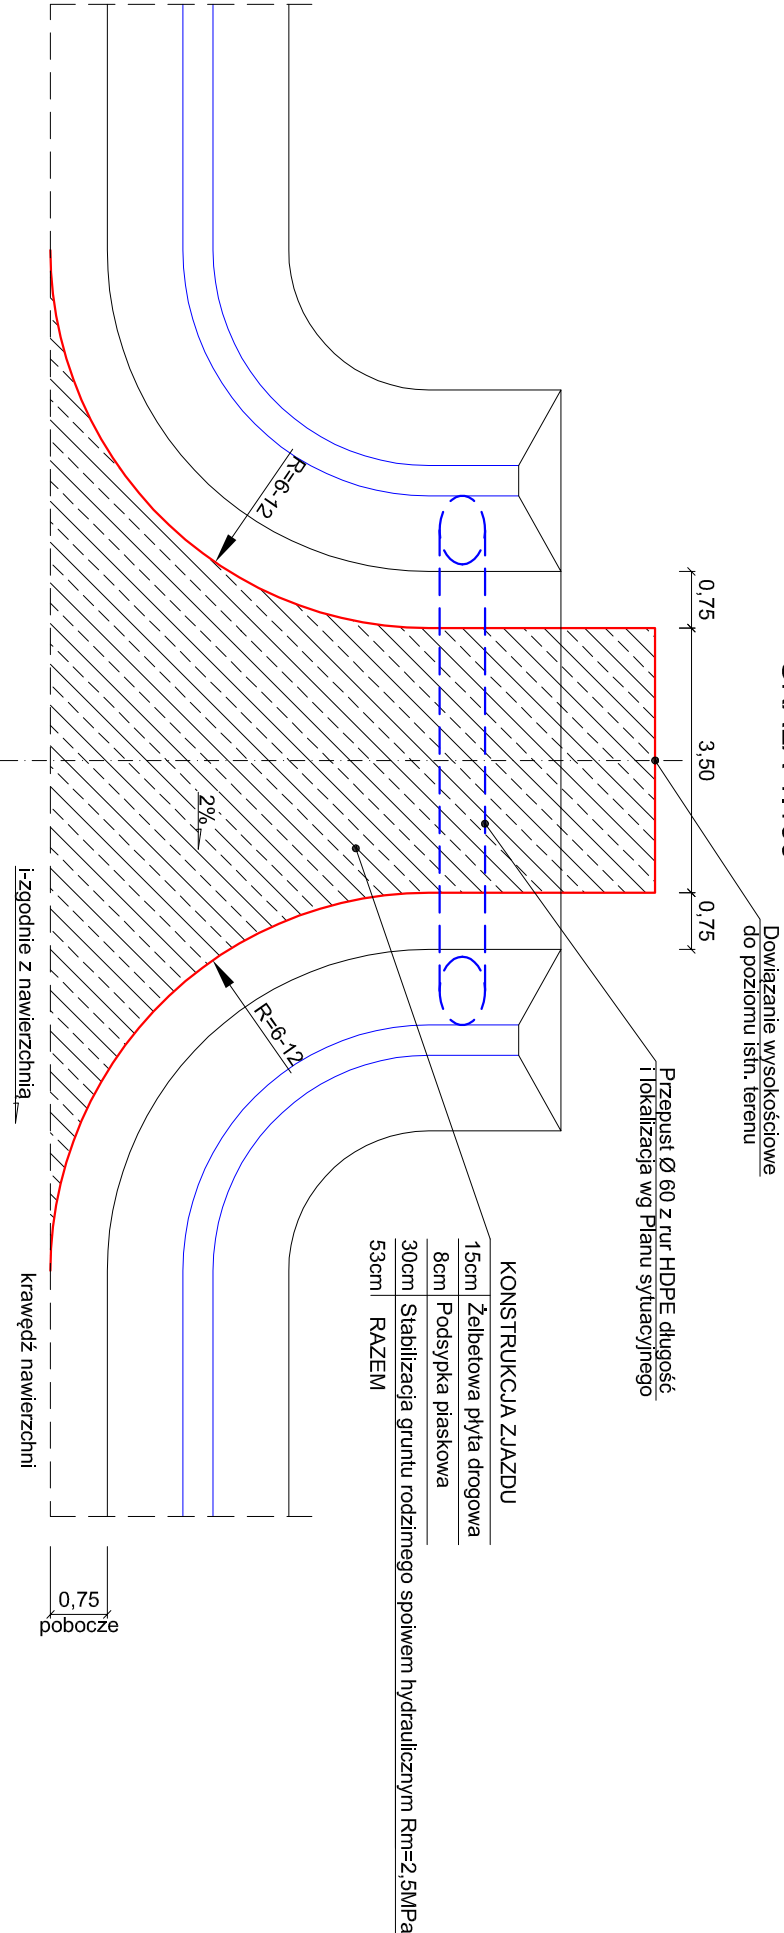 Dowiązanie wysokościowe
do poziomu istn. terenu
Przepust Ø 60 z rur HDPE długość
i lokalizacja wg Planu sytuacyjnego
0,75
3,50
0,75
KONSTRUKCJA ZJAZDU
15cm Żelbetowa płyta drogowa
8cm Podsypka piaskowa
30cm Stabilizacja gruntu rodzimego spoiwem hydraulicznym Rm=2,5MPa
53cm RAZEM
R=6-12
R=6-12
2%
i-zgodnie z nawierzchnią
krawędź nawierzchni
0,75
pobocze